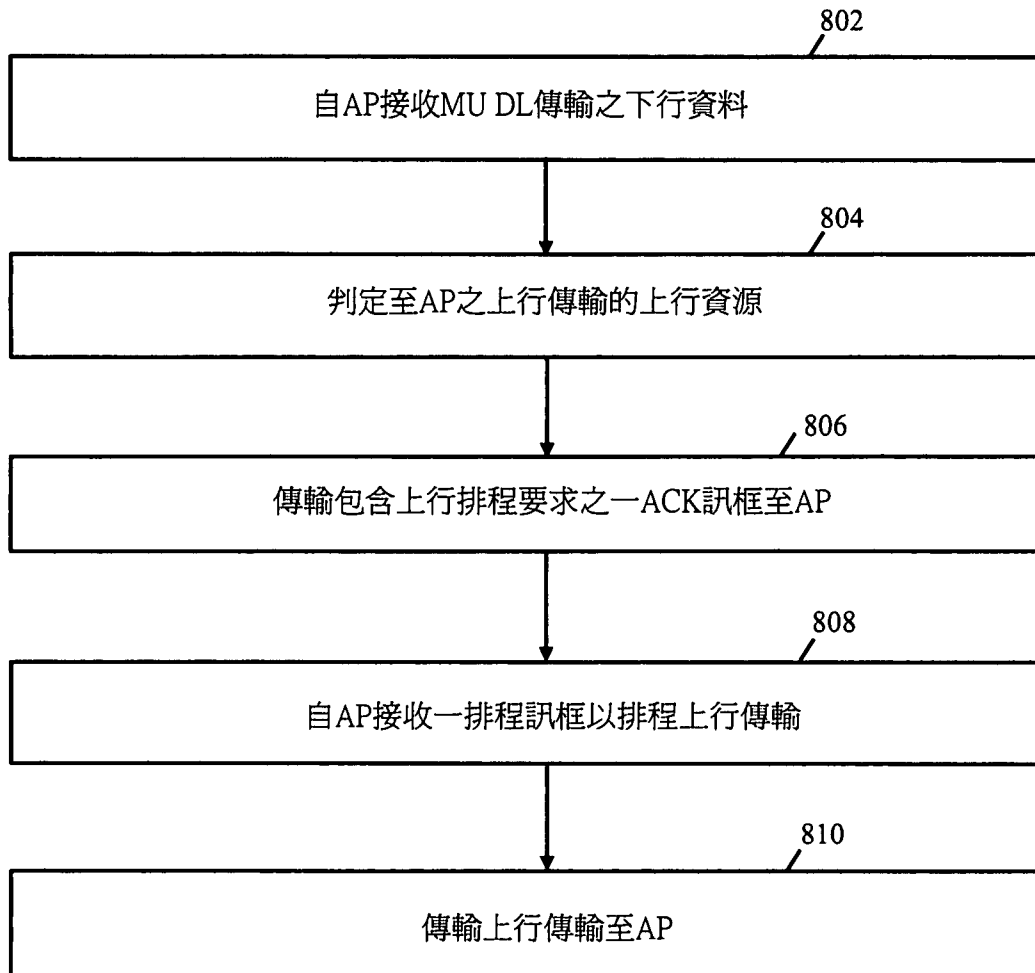 802
自AP接收MU DL傳輸之下行資料
804
判定至AP之上行傳輸的上行資源
806
傳輸包含上行排程要求之一ACK訊框至AP
808
自AP接收一排程訊框以排程上行傳輸
810
傳輸上行傳輸至AP